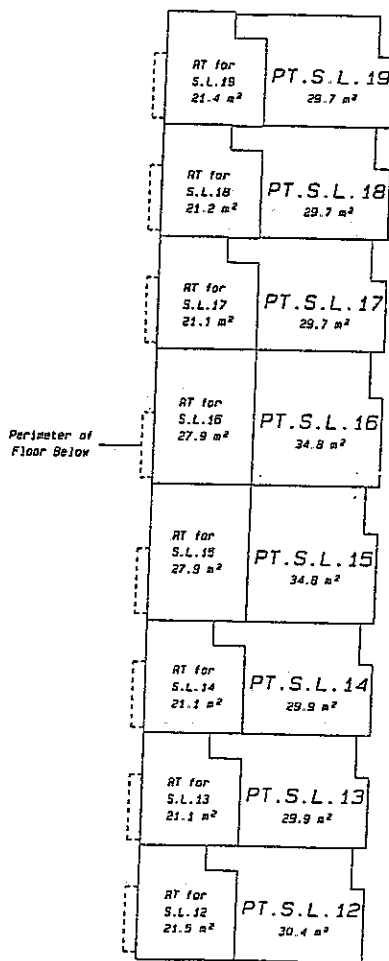 RT for
S.L.19
21.4 m²
PT.S.L.19
29.7 m²
RT for
S.L.18
21.2 m²
PT.S.L.18
29.7 m²
RT for
S.L.17
21.1 m²
PT.S.L.17
29.7 m²
Perimeter of
Floor Below
RT for
S.L.16
27.9 m²
PT.S.L.16
34.8 m²
RT for
S.L.15
27.9 m²
PT.S.L.15
34.8 m²
RT for
S.L.14
21.1 m²
PT.S.L.14
29.9 m²
RT for
S.L.13
21.1 m²
PT.S.L.13
29.9 m²
RT for
S.L.12
21.5 m²
PT.S.L.12
30.4 m²